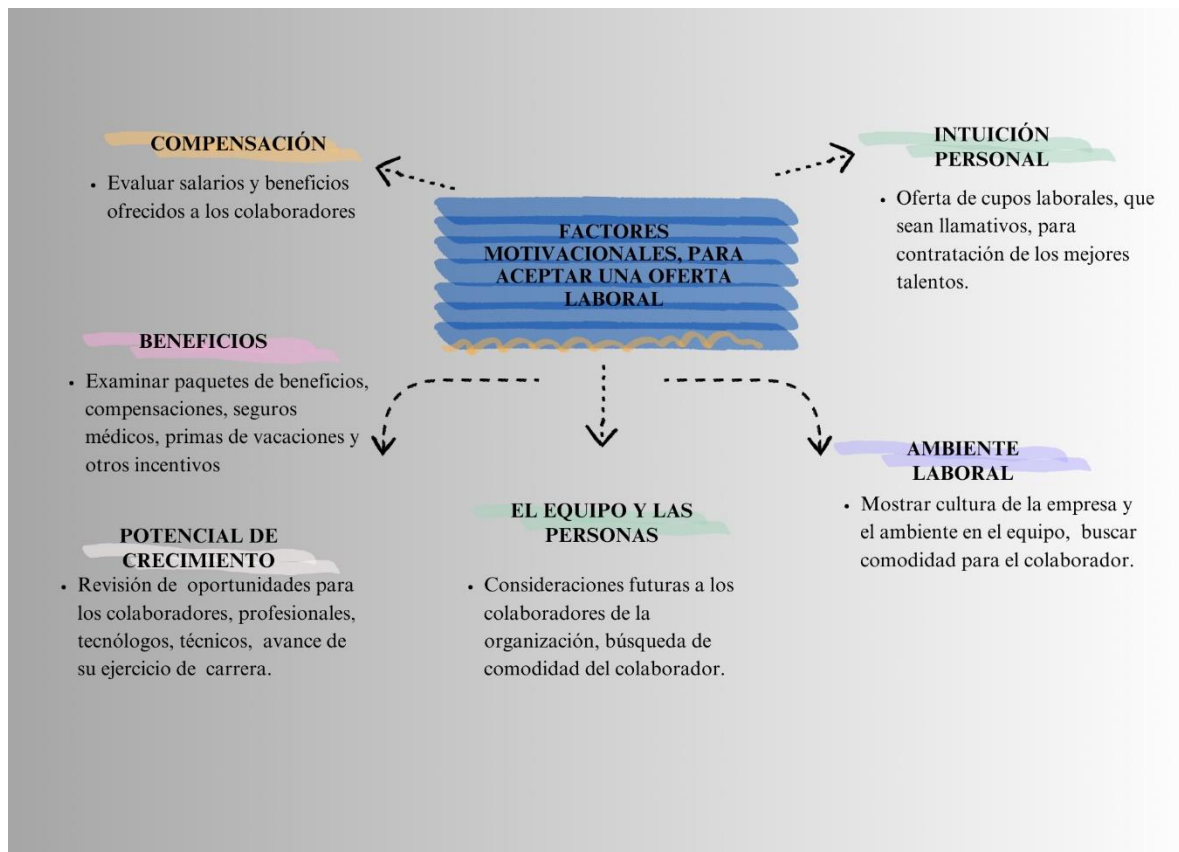 FACTORES
MOTIVACIONALES, PARA
ACEPTAR UNA OFERTA
LABORAL
COMPENSACIÓN
• Evaluar salarios y beneficios
ofrecidos a los colaboradores
BENEFICIOS
• Examinar paquetes de beneficios,
compensaciones, seguros
médicos, primas de vacaciones y
otros incentivos
POTENCIAL DE
CRECIMIENTO
• Revisión de oportunidades para
los colaboradores, profesionales,
tecnólogos, técnicos, avance de
su ejercicio de carrera.
EL EQUIPO Y LAS
PERSONAS
• Consideraciones futuras a los
colaboradores de la
organización, búsqueda de
comodidad del colaborador.
INTUICIÓN
PERSONAL
• Oferta de cupos laborales, que
sean llamativos, para
contratación de los mejores
talentos.
AMBIENTE
LABORAL
• Mostrar cultura de la empresa y
el ambiente en el equipo, buscar
comodidad para el colaborador.